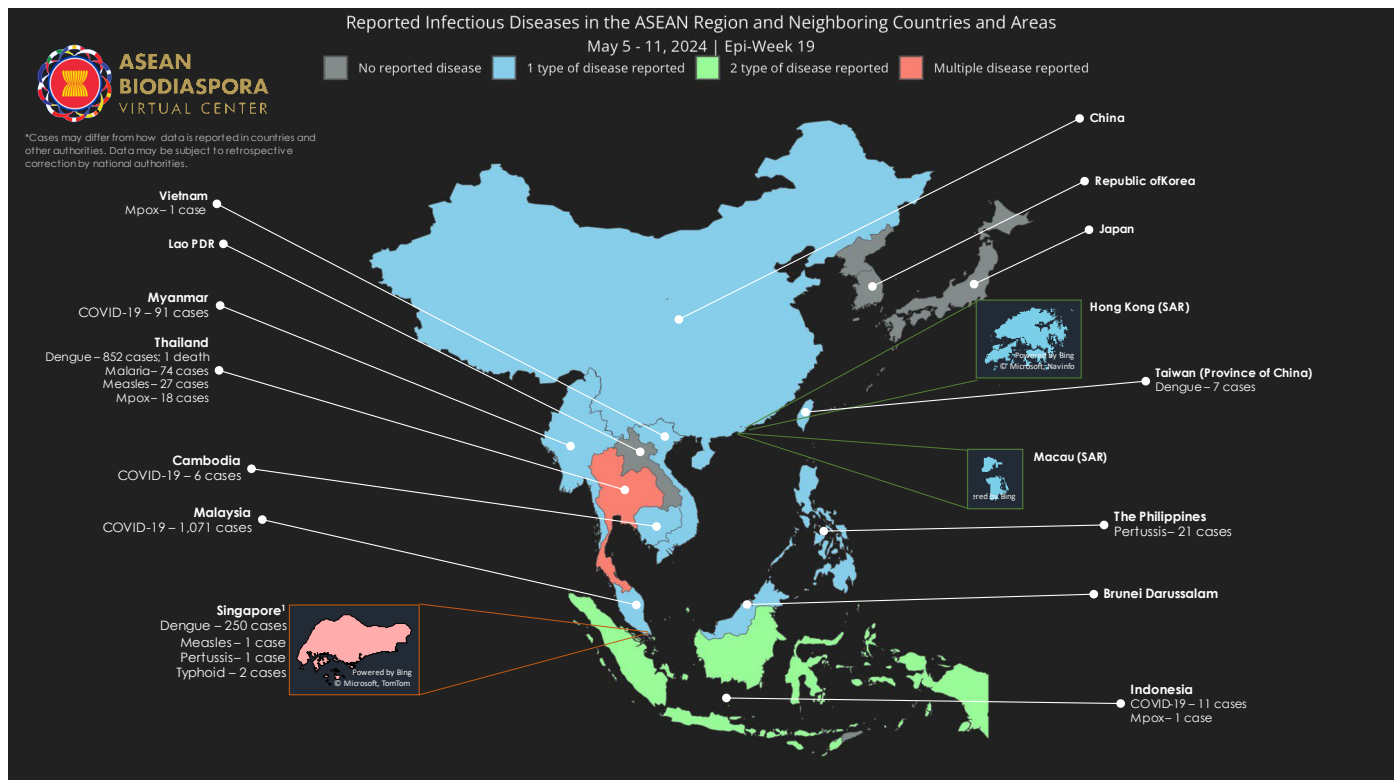 Reported Infectious Diseases in the ASEAN Region and Neighboring Countries and Areas
May 5 - 11, 2024 | Epi-Week 19
No reported disease
1 type of disease reported
2 type of disease reported
Multiple disease reported
ASEAN
BIODIASPORA
VIRTUAL CENTER
*Cases may differ from how data is reported in countries and
other authorities. Data may be subject to retrospective
correction by national authorities.
Vietnam
Mpox– 1 case
Lao PDR
Myanmar
COVID-19 – 91 cases
Thailand
Dengue – 852 cases; 1 death
Malaria– 74 cases
Measles– 27 cases
Mpox– 18 cases
Cambodia
COVID-19 – 6 cases
Malaysia
COVID-19 – 1,071 cases
Singapore¹
Dengue – 250 cases
Measles– 1 case
Pertussis– 1 case
Typhoid – 2 cases
Powered by Bing
© Microsoft, TomTom
China
Republic ofKorea
Japan
Hong Kong (SAR)
Powered by Bing
© Microsoft, Navinfo
Taiwan (Province of China)
Dengue – 7 cases
Macau (SAR)
ered by Bing
The Philippines
Pertussis– 21 cases
Brunei Darussalam
Indonesia
COVID-19 – 11 cases
Mpox– 1 case